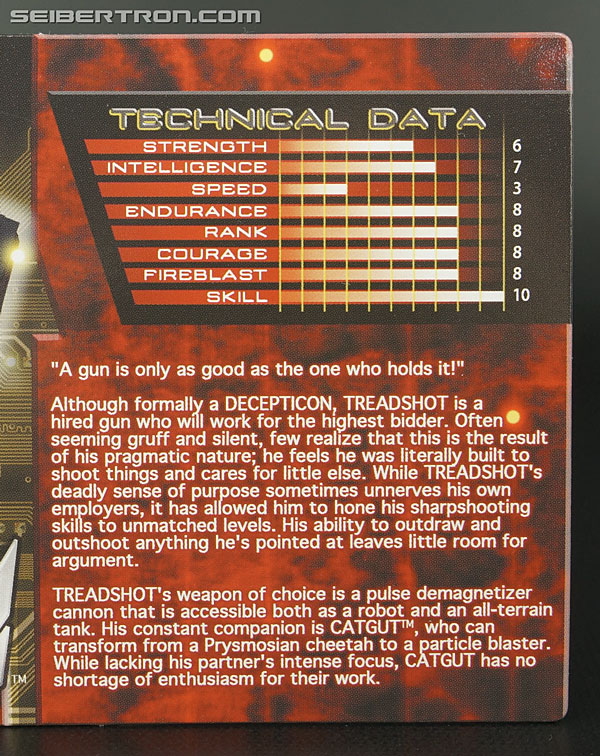 SEIBERTRON.COM
TECHNICAL DATA
STRENGTH 6
INTELLIGENCE 7
SPEED 3
ENDURANCE 8
RANK 8
COURAGE 8
FIREBLAST 8
SKILL 10
"A gun is only as good as the one who holds it!"
Although formally a DECEPTICON, TREADSHOT is a
hired gun who will work for the highest bidder. Often
seeming gruff and silent, few realize that this is the result
of his pragmatic nature; he feels he was literally built to
shoot things and cares for little else. While TREADSHOT's
deadly sense of purpose sometimes unnerves his own
employers, it has allowed him to hone his sharpshooting
skills to unmatched levels. His ability to outdraw and
outshoot anything he's pointed at leaves little room for
argument.
TREADSHOT's weapon of choice is a pulse demagnetizer
cannon that is accessible both as a robot and an all-terrain
tank. His constant companion is CATGUT™, who can
transform from a Prysmosian cheetah to a particle blaster.
While lacking his partner's intense focus, CATGUT has no
shortage of enthusiasm for their work.
TM